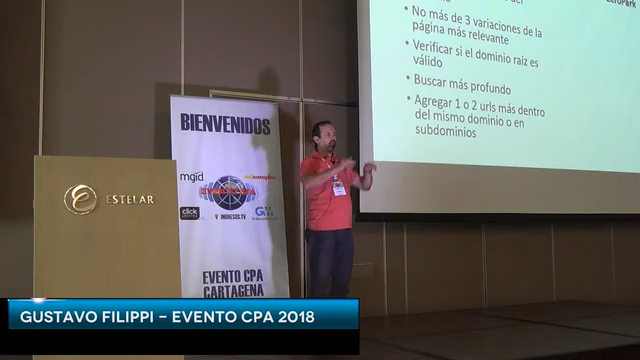 ZeroPark
• No más de 3 variaciones de la
página más relevante
• Verificar si el dominio raíz es
válido
• Buscar más profundo
• Agregar 1 o 2 urls más dentro
del mismo dominio o en
subdominios
BIENVENIDOS
mgid
click
INGRESOS.TV
EVENTO CPA
CARTAGENA
ESTELAR
GUSTAVO FILIPPI – EVENTO CPA 2018